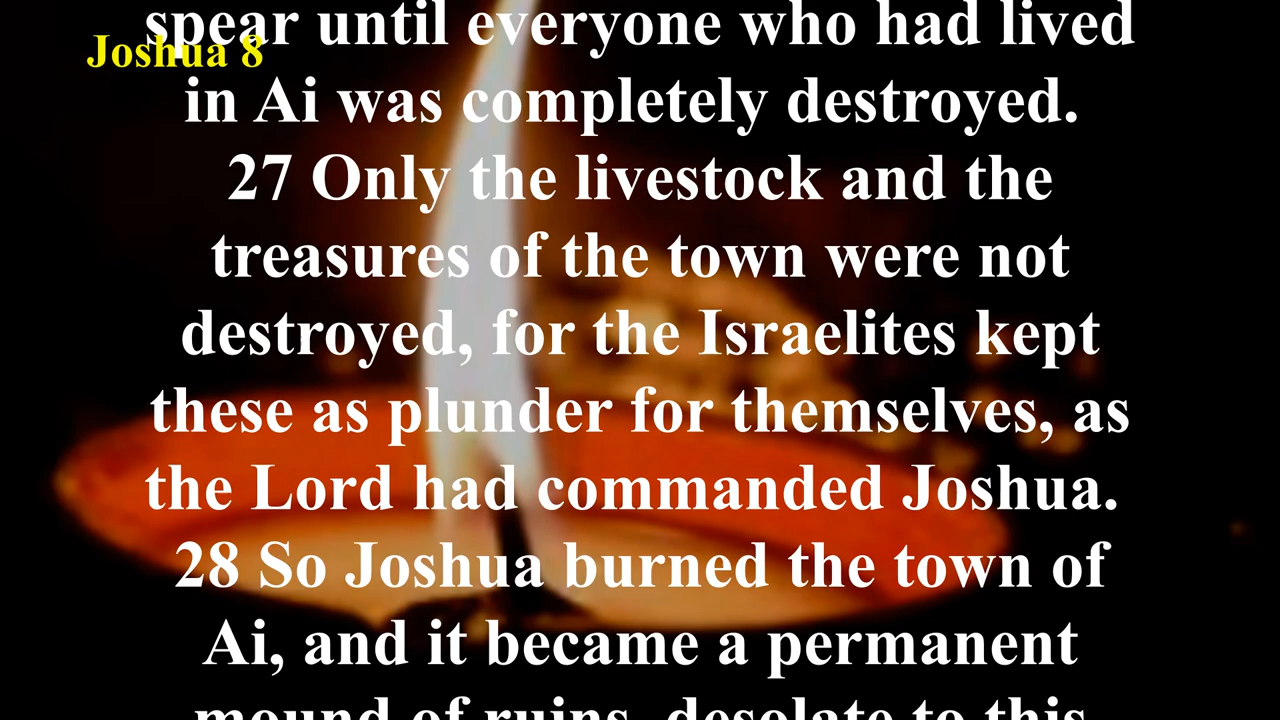 spear until everyone who had lived
Joshua 8
in Ai was completely destroyed.
27 Only the livestock and the
treasures of the town were not
destroyed, for the Israelites kept
these as plunder for themselves, as
the Lord had commanded Joshua.
28 So Joshua burned the town of
Ai, and it became a permanent
mound of ruins, desolate to this